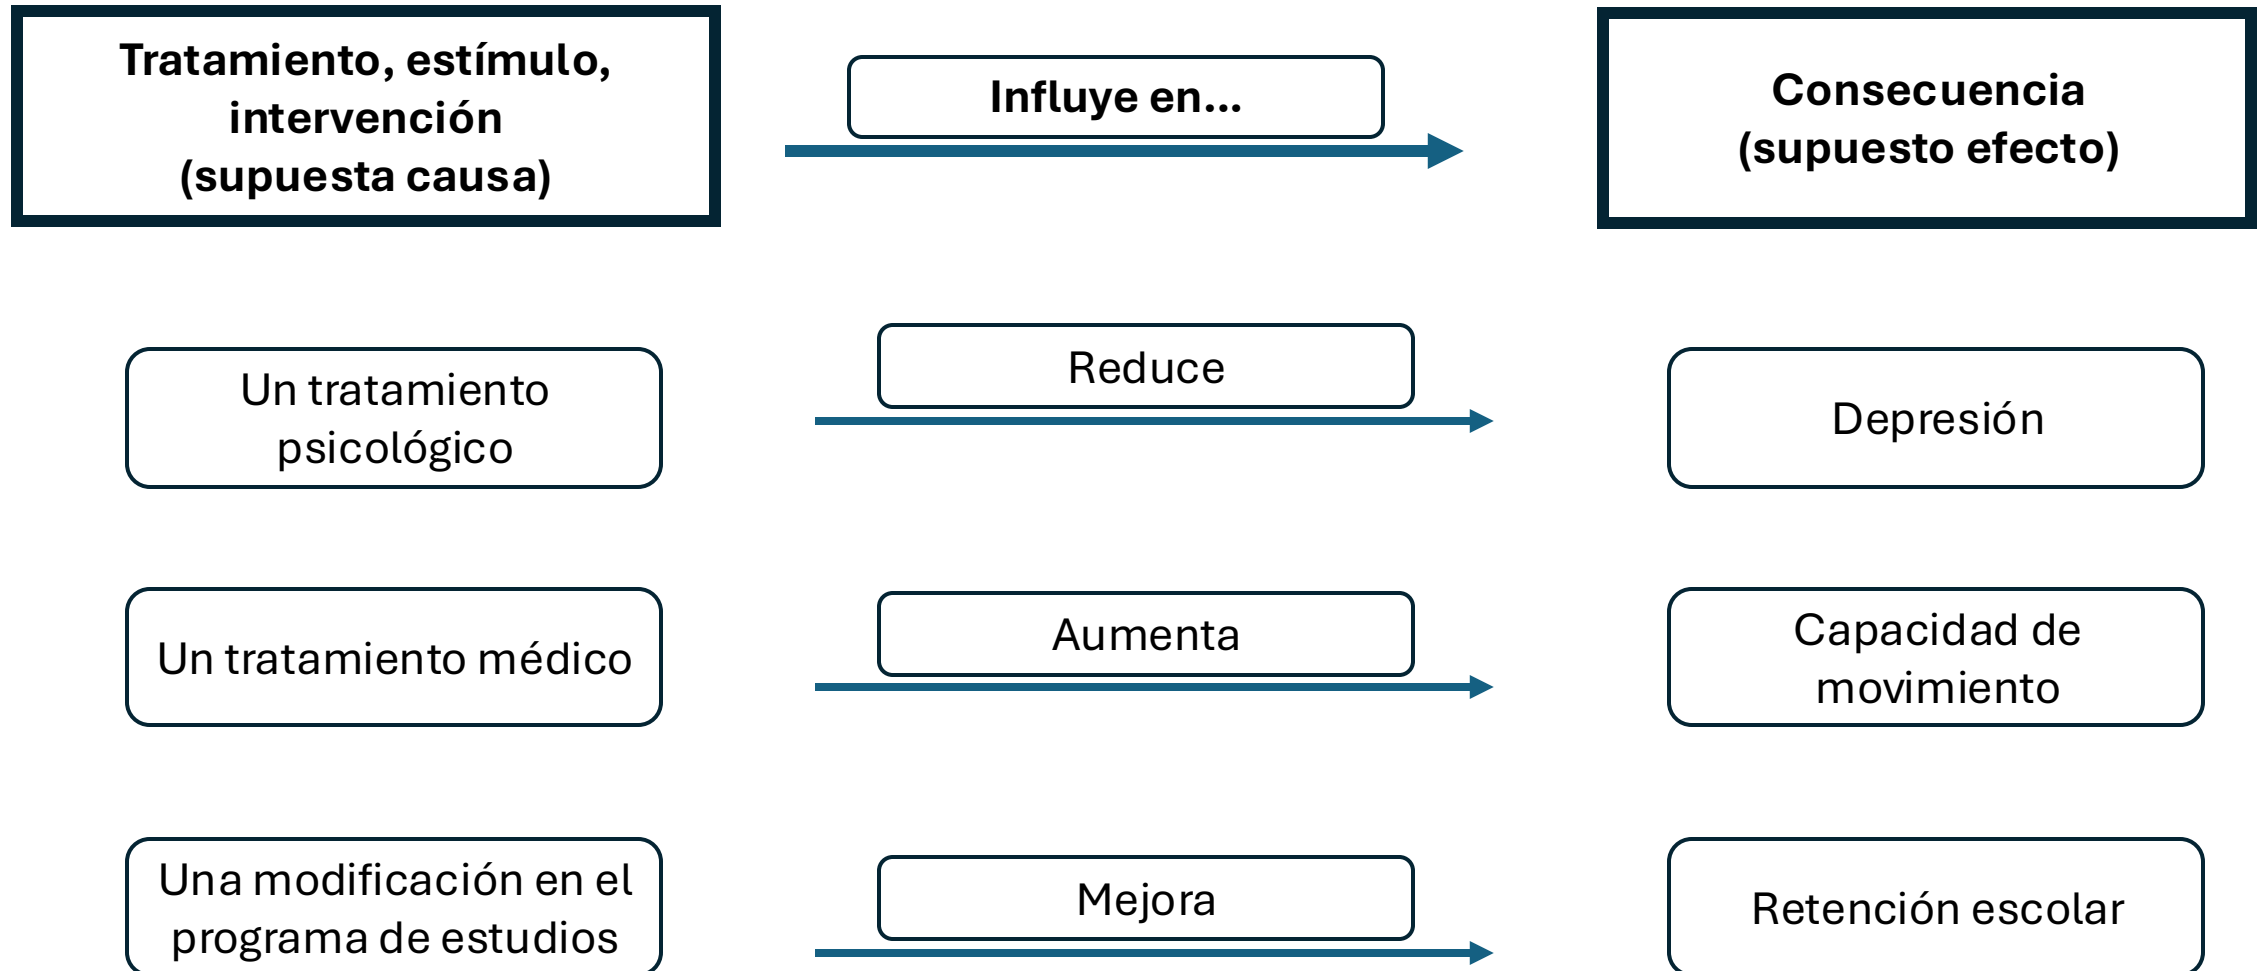 Tratamiento, estímulo,
intervención
(supuesta causa)
Influye en...
Consecuencia
(supuesto efecto)
Un tratamiento
psicológico
Reduce
Depresión
Un tratamiento médico
Aumenta
Capacidad de
movimiento
Una modificación en el
programa de estudios
Mejora
Retención escolar